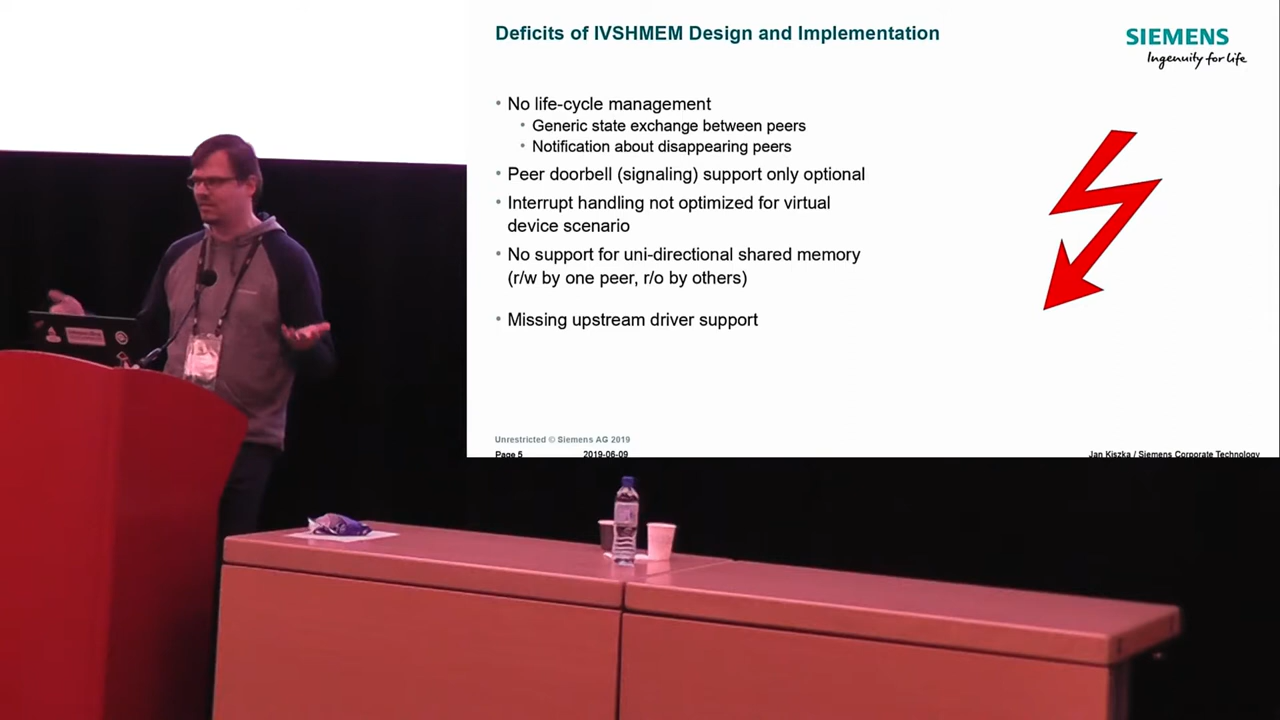 Deficits of IVSHMEM Design and Implementation
SIEMENS
Ingenuity for life
• No life-cycle management
• Generic state exchange between peers
• Notification about disappearing peers
• Peer doorbell (signaling) support only optional
• Interrupt handling not optimized for virtual
device scenario
• No support for uni-directional shared memory
(r/w by one peer, r/o by others)
• Missing upstream driver support
Unrestricted © Siemens AG 2019
Page 5
2019-06-09
Jan Kiszka / Siemens Corporate Technology